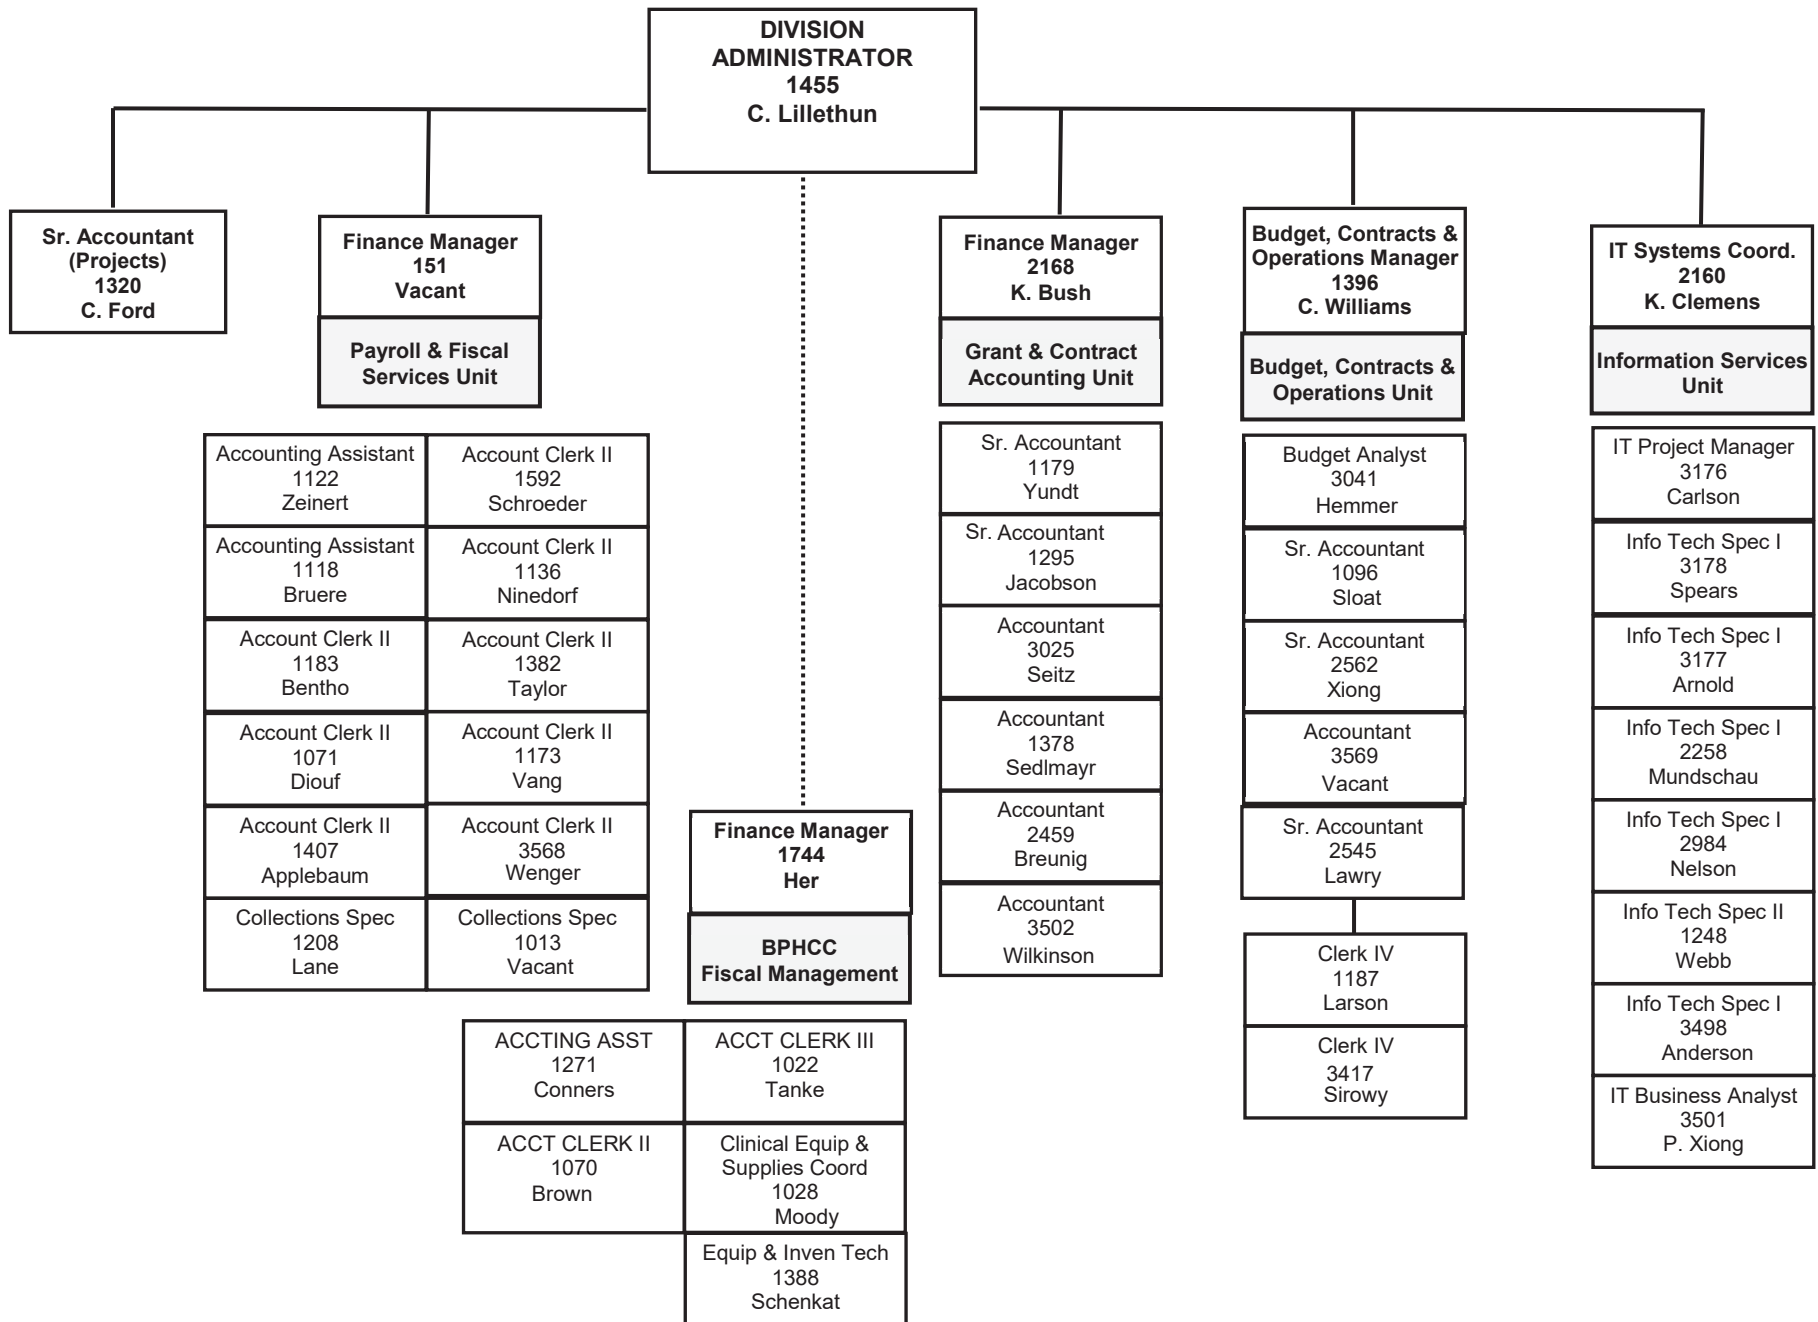 DIVISION
ADMINISTRATOR
1455
C. Lillethun
Sr. Accountant
(Projects)
1320
C. Ford
Finance Manager
151
Vacant
Payroll & Fiscal
Services Unit
Accounting Assistant
1122
Zeinert
Account Clerk II
1592
Schroeder
Accounting Assistant
1118
Bruere
Account Clerk II
1136
Ninedorf
Account Clerk II
1183
Bentho
Account Clerk II
1382
Taylor
Account Clerk II
1071
Diouf
Account Clerk II
1173
Vang
Account Clerk II
1407
Applebaum
Account Clerk II
3568
Wenger
Collections Spec
1208
Lane
Collections Spec
1013
Vacant
Finance Manager
1744
Her
BPHCC
Fiscal Management
ACCTING ASST
1271
Conners
ACCT CLERK III
1022
Tanke
ACCT CLERK II
1070
Brown
Clinical Equip &
Supplies Coord
1028
Moody
Equip & Inven Tech
1388
Schenkat
Finance Manager
2168
K. Bush
Grant & Contract
Accounting Unit
Sr. Accountant
1179
Yundt
Sr. Accountant
1295
Jacobson
Accountant
3025
Seitz
Accountant
1378
Sedlmayr
Accountant
2459
Breunig
Accountant
3502
Wilkinson
Budget, Contracts &
Operations Manager
1396
C. Williams
Budget, Contracts &
Operations Unit
Budget Analyst
3041
Hemmer
Sr. Accountant
1096
Sloat
Sr. Accountant
2562
Xiong
Accountant
3569
Vacant
Sr. Accountant
2545
Lawry
Clerk IV
1187
Larson
Clerk IV
3417
Sirowy
IT Systems Coord.
2160
K. Clemens
Information Services
Unit
IT Project Manager
3176
Carlson
Info Tech Spec I
3178
Spears
Info Tech Spec I
3177
Arnold
Info Tech Spec I
2258
Mundschau
Info Tech Spec I
2984
Nelson
Info Tech Spec II
1248
Webb
Info Tech Spec I
3498
Anderson
IT Business Analyst
3501
P. Xiong